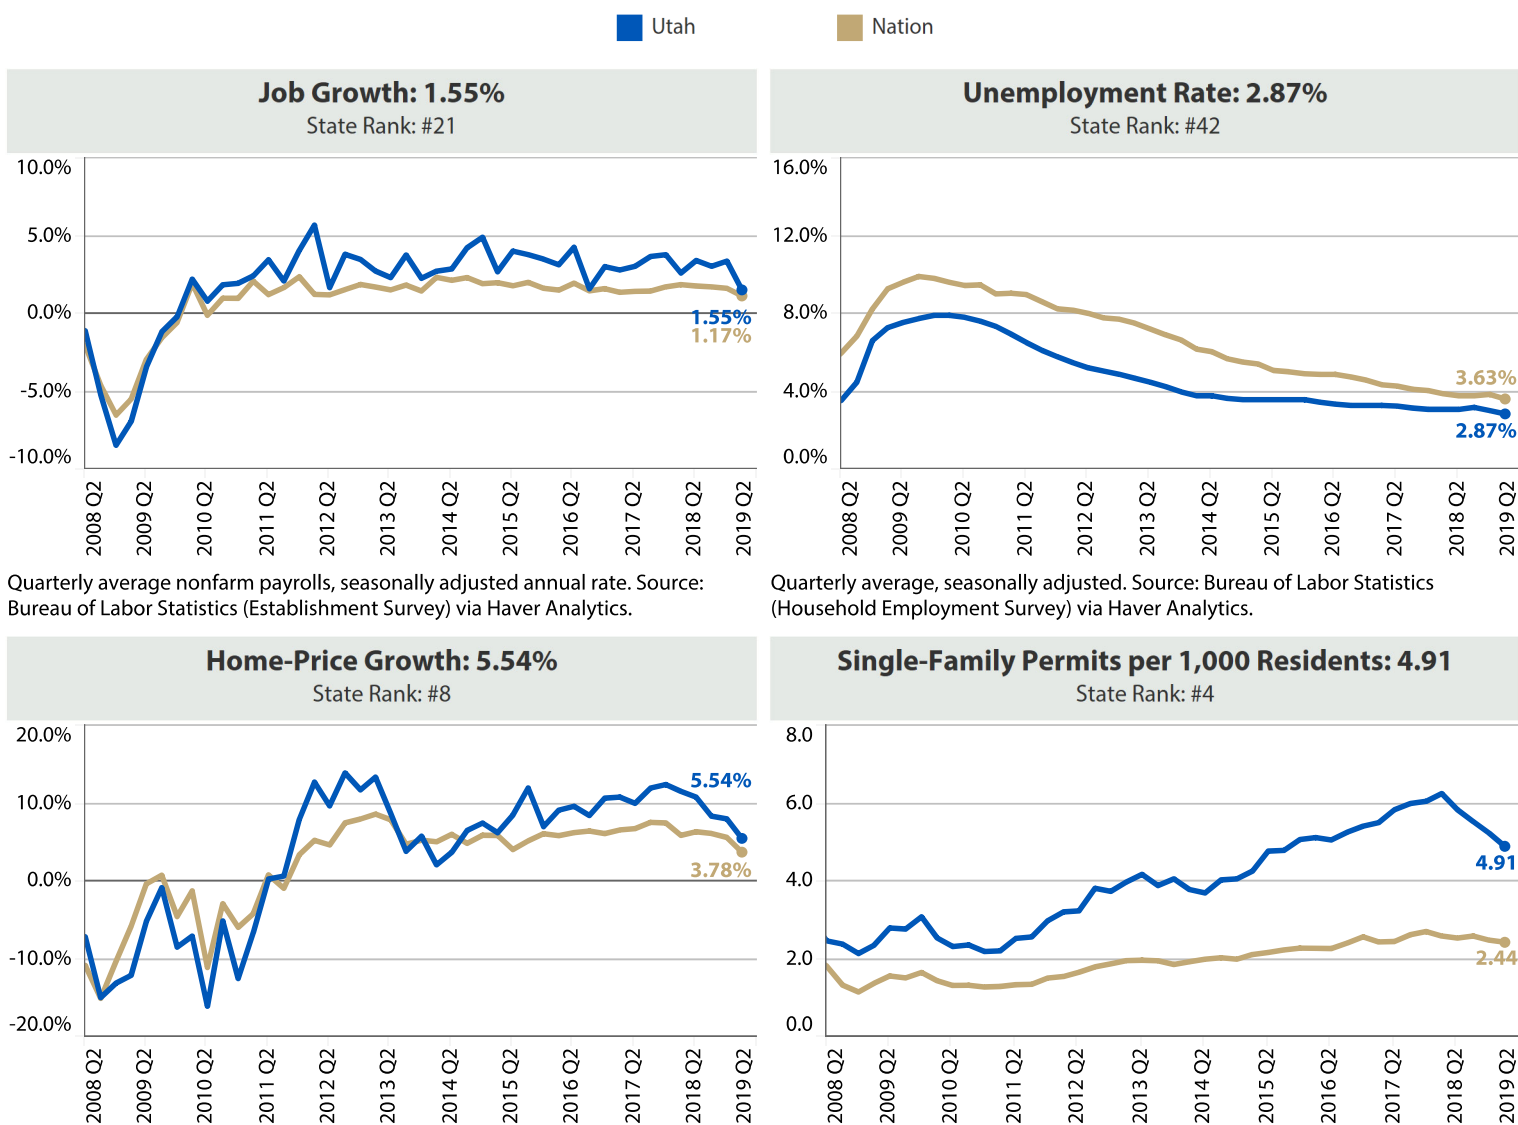 Utah
Nation
Job Growth: 1.55%
State Rank: #21
10.0%
5.0%
0.0%
-5.0%
-10.0%
1.55%
1.17%
2008 Q2
2009 Q2
2010 Q2
2011 Q2
2012 Q2
2013 Q2
2014 Q2
2015 Q2
2016 Q2
2017 Q2
2018 Q2
2019 Q2
Quarterly average nonfarm payrolls, seasonally adjusted annual rate. Source:
Bureau of Labor Statistics (Establishment Survey) via Haver Analytics.
Unemployment Rate: 2.87%
State Rank: #42
16.0%
12.0%
8.0%
4.0%
0.0%
3.63%
2.87%
2008 Q2
2009 Q2
2010 Q2
2011 Q2
2012 Q2
2013 Q2
2014 Q2
2015 Q2
2016 Q2
2017 Q2
2018 Q2
2019 Q2
Quarterly average, seasonally adjusted. Source: Bureau of Labor Statistics
(Household Employment Survey) via Haver Analytics.
Home-Price Growth: 5.54%
State Rank: #8
20.0%
10.0%
0.0%
-10.0%
-20.0%
5.54%
3.78%
2008 Q2
2009 Q2
2010 Q2
2011 Q2
2012 Q2
2013 Q2
2014 Q2
2015 Q2
2016 Q2
2017 Q2
2018 Q2
2019 Q2
Single-Family Permits per 1,000 Residents: 4.91
State Rank: #4
8.0
6.0
4.0
2.0
0.0
4.91
2.44
2008 Q2
2009 Q2
2010 Q2
2011 Q2
2012 Q2
2013 Q2
2014 Q2
2015 Q2
2016 Q2
2017 Q2
2018 Q2
2019 Q2